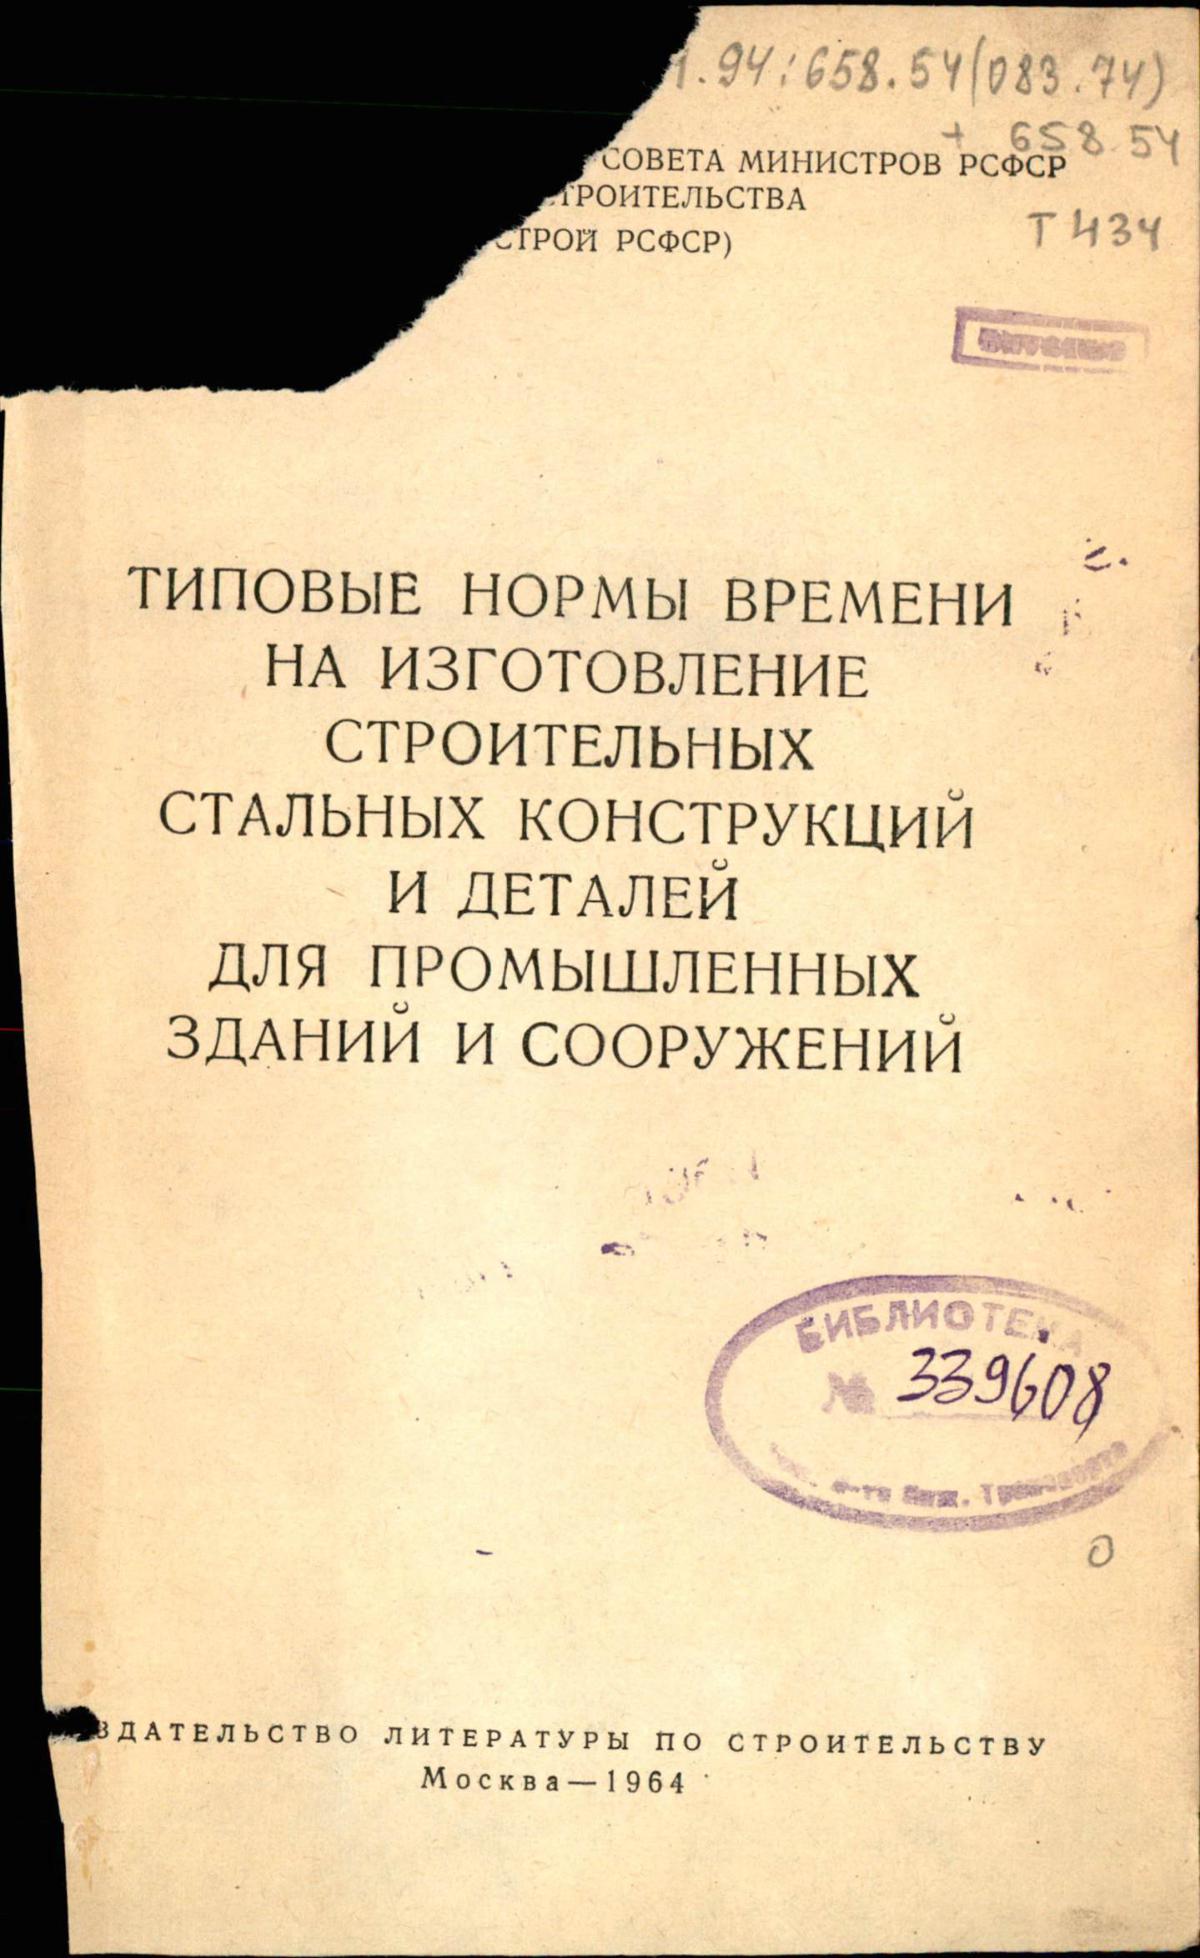 .94:658.54(083.74)
+ 658.54
СОВЕТА МИНИСТРОВ РСФСР
ТРОИТЕЛЬСТВА
СТРОЙ РСФСР)
Т434
ТИПОВЫЕ НОРМЫ ВРЕМЕНИ
НА ИЗГОТОВЛЕНИЕ
СТРОИТЕЛЬНЫХ
СТАЛЬНЫХ КОНСТРУКЦИЙ
И ДЕТАЛЕЙ
ДЛЯ ПРОМЫШЛЕННЫХ
ЗДАНИЙ И СООРУЖЕНИЙ
БИБЛИОТЕКА
№ 339608
ЗДАТЕЛЬСТВО ЛИТЕРАТУРЫ ПО СТРОИТЕЛЬСТВУ
Москва—1964